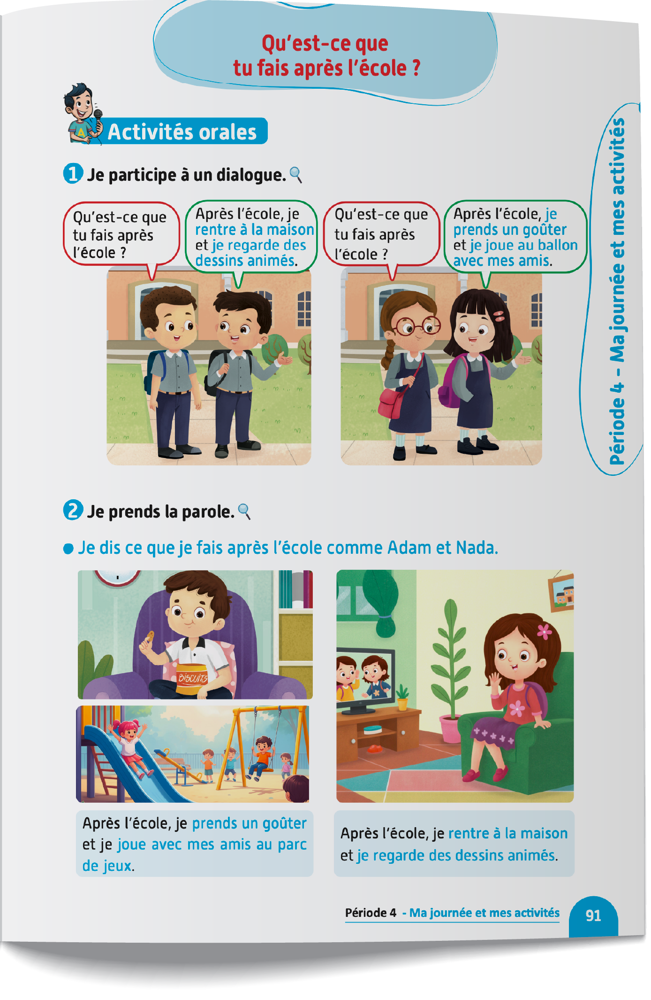 Qu'est-ce que
tu fais après l'école ?
Activités orales
1 Je participe à un dialogue.
Qu'est-ce que
tu fais après
l'école ?
Après l'école, je
rentre à la maison
et je regarde des
dessins animés.
Qu'est-ce que
tu fais après
l'école ?
Après l'école, je
prends un goûter
et je joue au ballon
avec mes amis.
2 Je prends la parole.
Je dis ce que je fais après l'école comme Adam et Nada.
BISCUITS
Après l'école, je prends un goûter
et je joue avec mes amis au parc
de jeux.
Après l'école, je rentre à la maison
et je regarde des dessins animés.
Période 4 - Ma journée et mes activités
Période 4 - Ma journée et mes activités
91
A